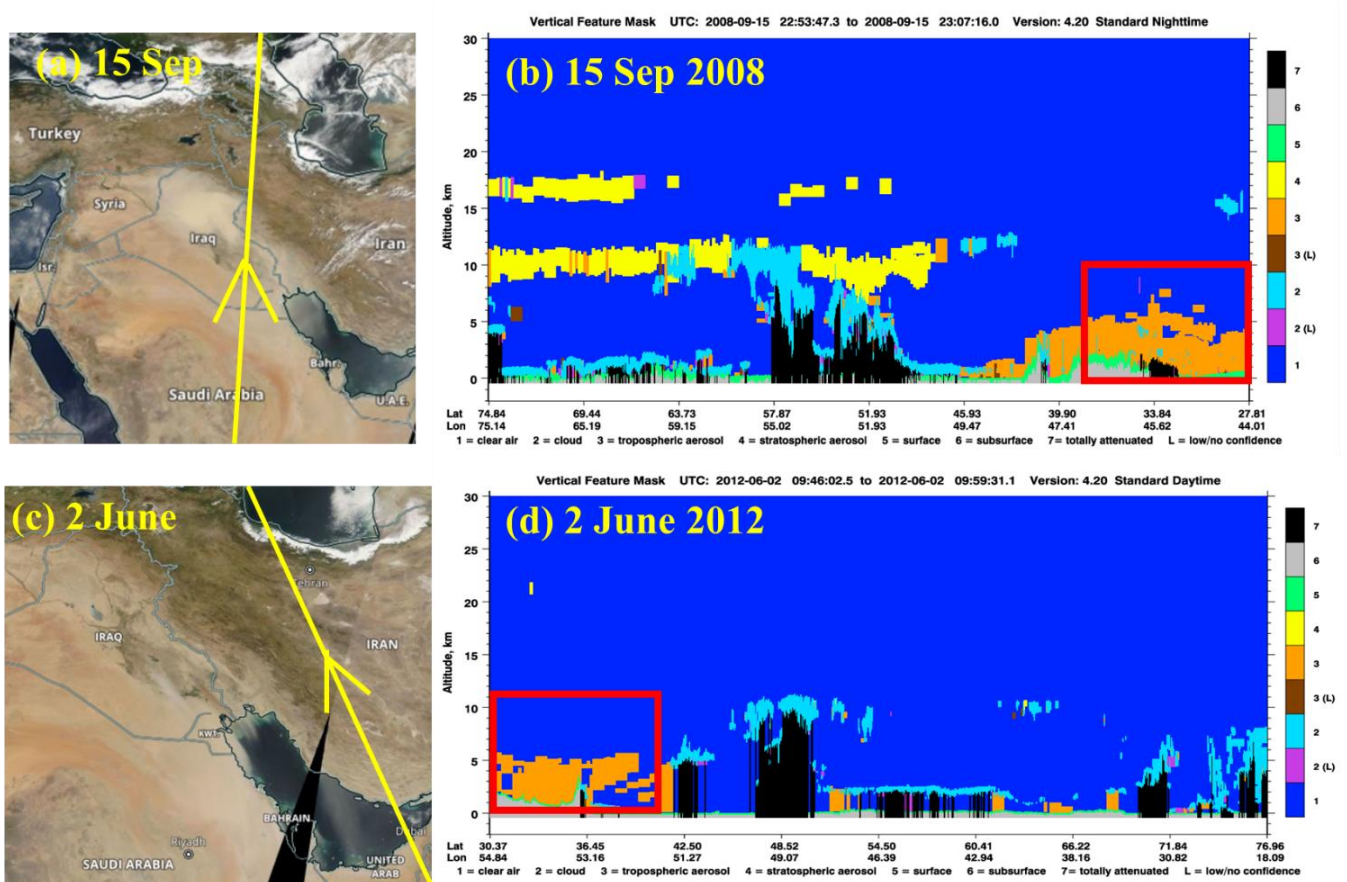 (a) 15 Sep
Turkey
Syria
Iraq
Iran
Isr.
Bahr.
Saudi Arabia
U.A.E.
Vertical Feature Mask UTC: 2008-09-15 22:53:47.3 to 2008-09-15 23:07:16.0 Version: 4.20 Standard Nighttime
(b) 15 Sep 2008
Altitude, km
30
25
20
15
10
5
0
7
6
5
4
3
3 (L)
2
2 (L)
1
Lat 74.84 69.44 63.73 57.87 51.93 45.93 39.90 33.84 27.81
Lon 75.14 65.19 59.15 55.02 51.93 49.47 47.41 45.62 44.01
1 = clear air 2 = cloud 3 = tropospheric aerosol 4 = stratospheric aerosol 5 = surface 6 = subsurface 7= totally attenuated L = low/no confidence
(c) 2 June
Tehran
IRAQ
IRAN
KWT.
BAHRAIN
Dubai
Riyadh
SAUDI ARABIA
UNITED
ARAB
Vertical Feature Mask UTC: 2012-06-02 09:46:02.5 to 2012-06-02 09:59:31.1 Version: 4.20 Standard Daytime
(d) 2 June 2012
Altitude, km
30
25
20
15
10
5
0
7
6
5
4
3
3 (L)
2
2 (L)
1
Lat 30.37 36.45 42.50 48.52 54.50 60.41 66.22 71.84 76.96
Lon 54.84 53.16 51.27 49.07 46.39 42.94 38.16 30.82 18.09
1 = clear air 2 = cloud 3 = tropospheric aerosol 4 = stratospheric aerosol 5 = surface 6 = subsurface 7= totally attenuated L = low/no confidence